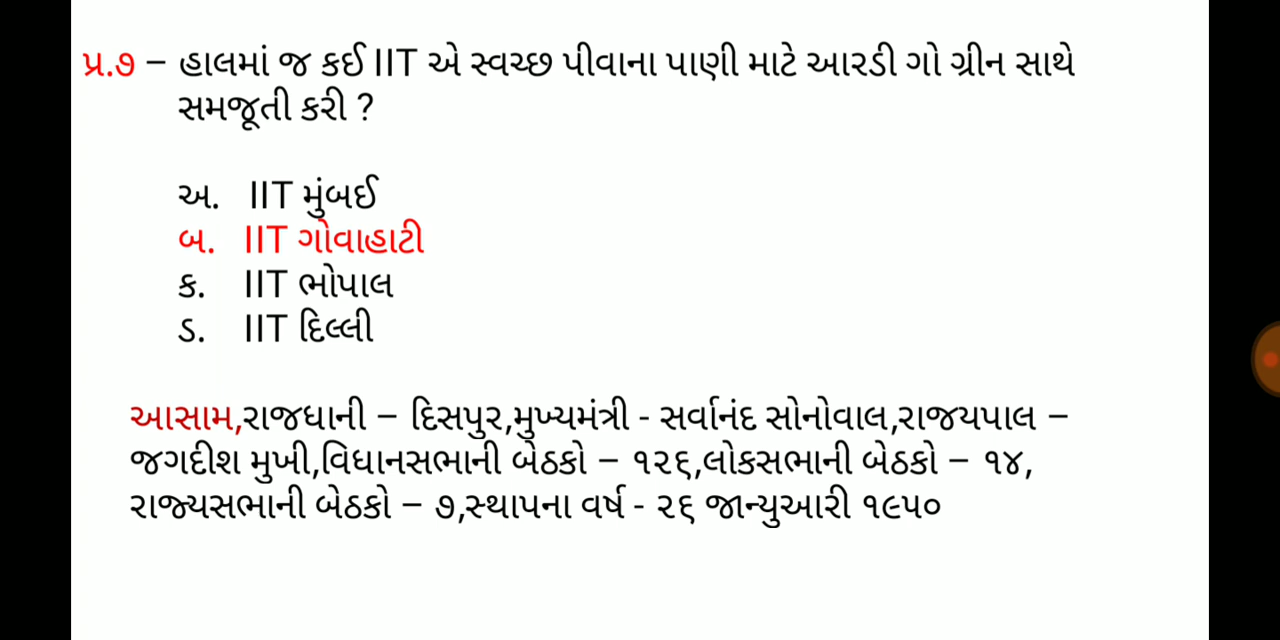 પ્ર.૭ – હાલમાં જ કઈ IIT એ સ્વચ્છ પીવાના પાણી માટે આરડી ગો ગ્રીન સાથે
સમજૂતી કરી ?
અ. IIT મુંબઈ
બ. IIT ગોવાહાટી
ક. IIT ભોપાલ
ડ. IIT દિલ્લી
આસામ,રાજધાની – દિસપુર,મુખ્યમંત્રી - સર્વાનંદ સોનોવાલ,રાજયપાલ –
જગદીશ મુખી,વિધાનસભાની બેઠકો – ૧૨૬,લોકસભાની બેઠકો – ૧૪,
રાજ્યસભાની બેઠકો – ૭,સ્થાપના વર્ષ - ૨૬ જાન્યુઆરી ૧૯૫૦